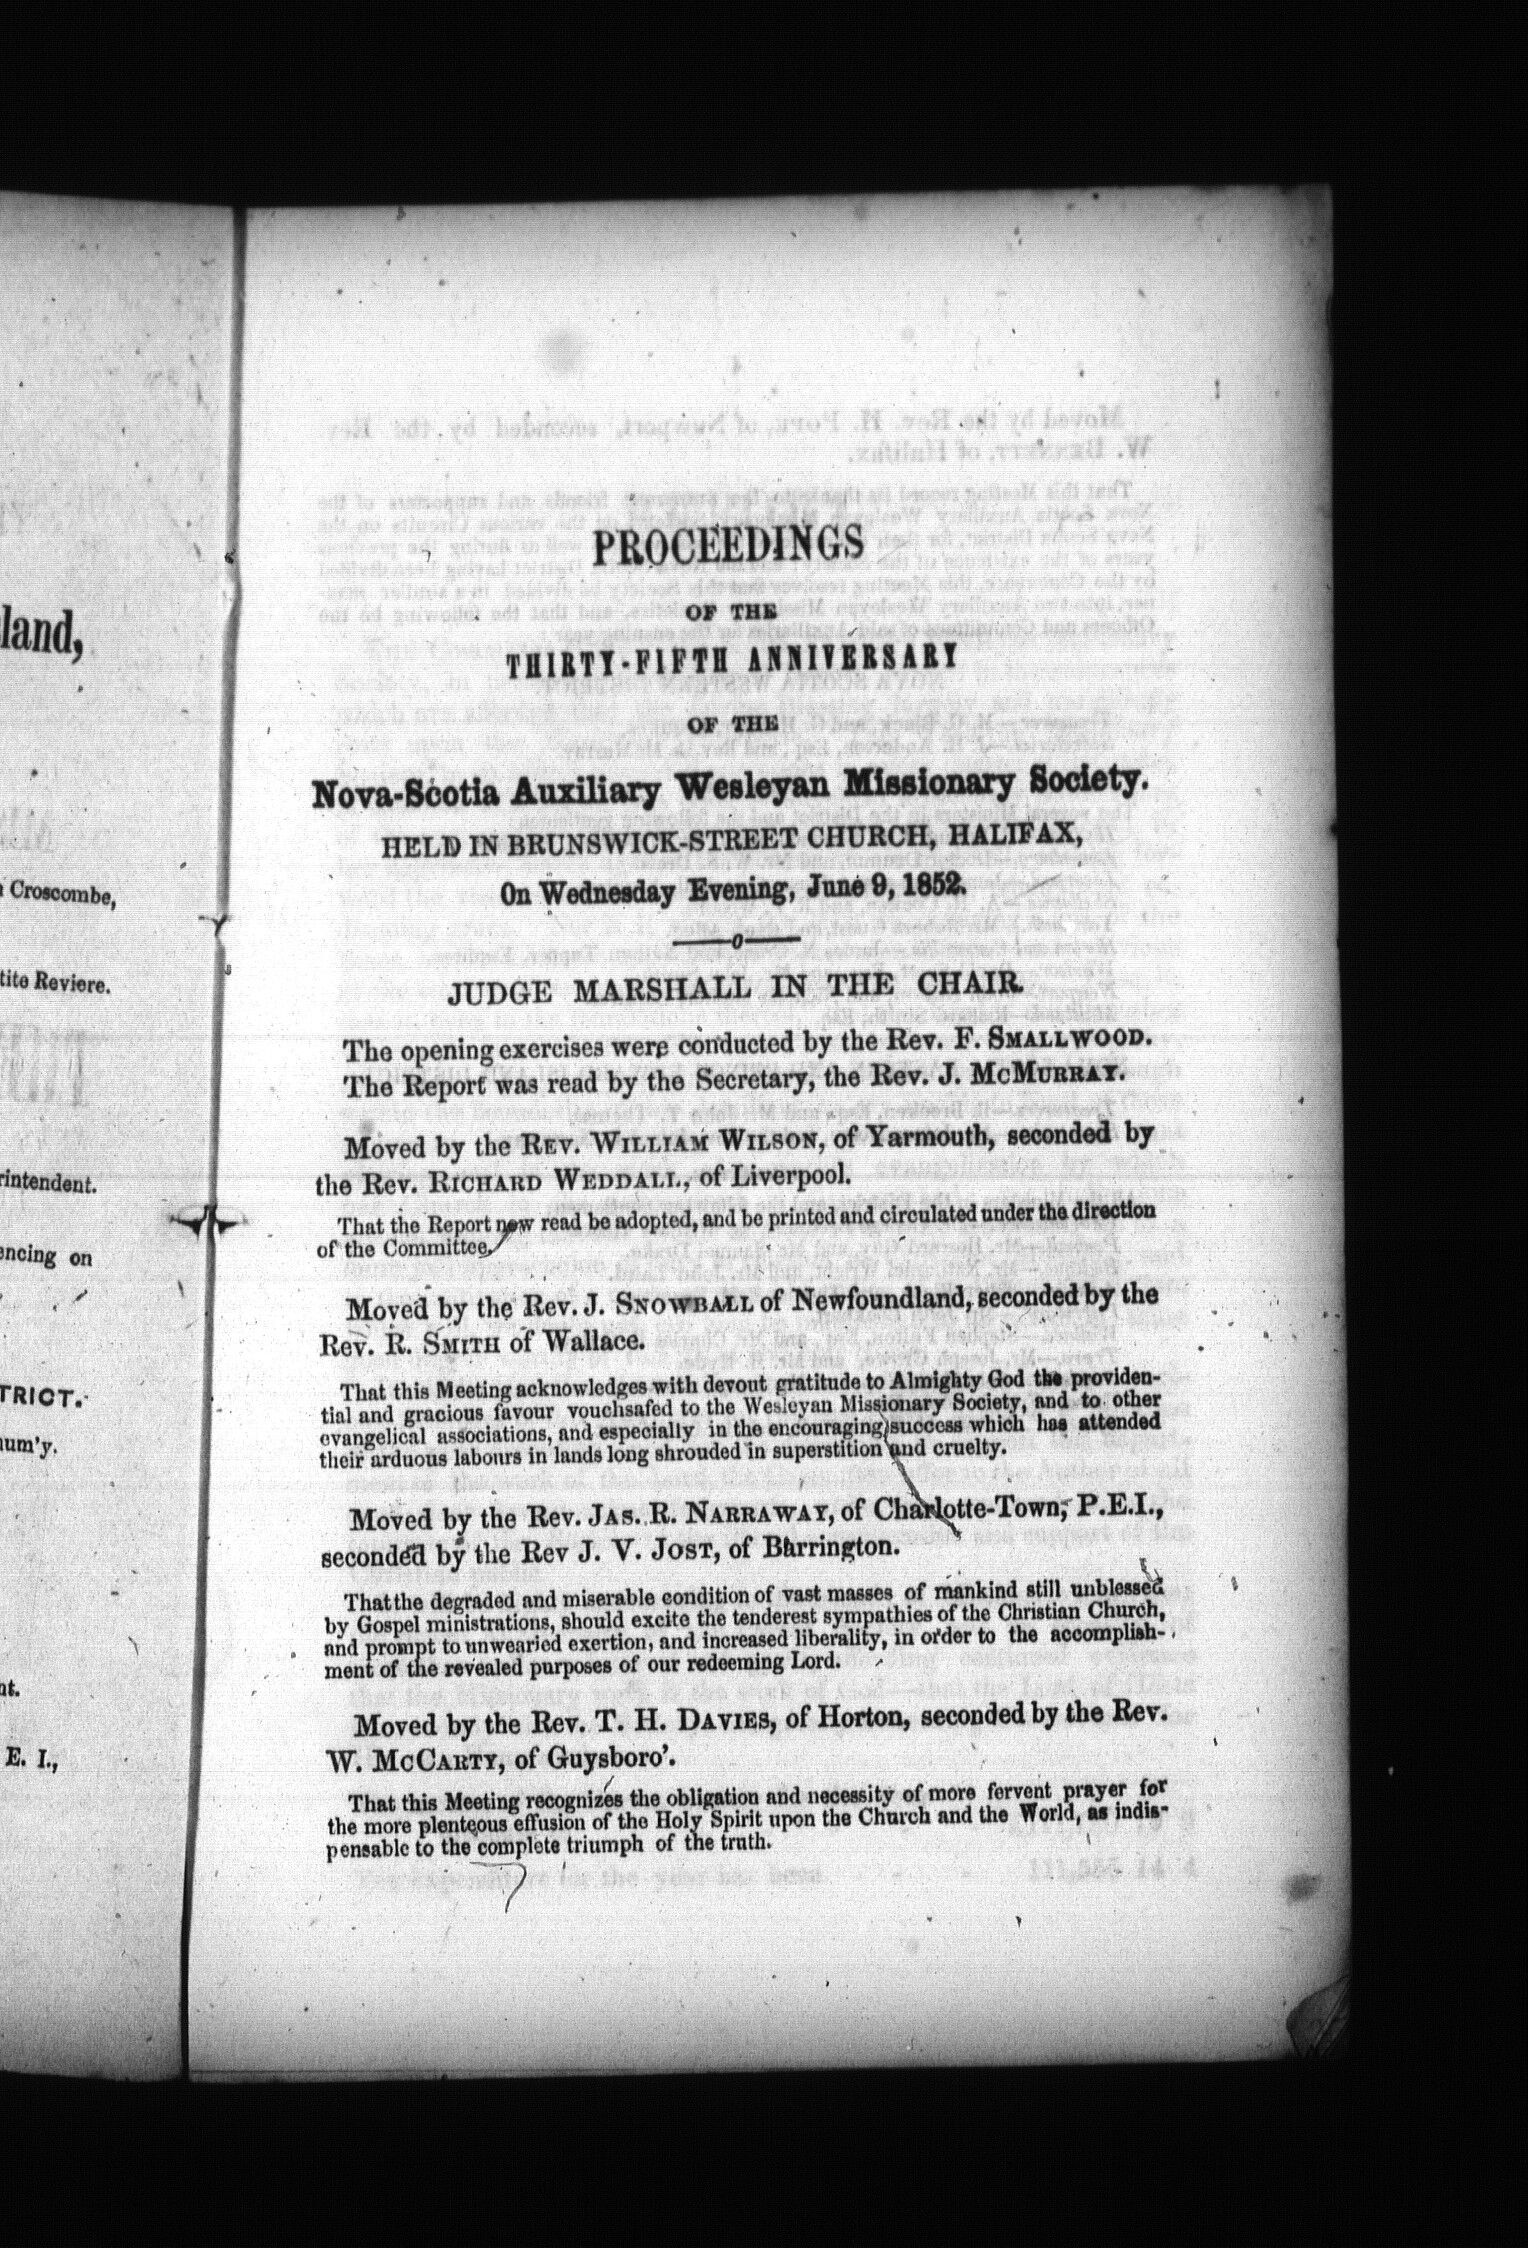 land,
Croscombe,
tite Reviere.
rintendent.
encing on
TRICT.
num'y.
nt.
E. I.,
PROCEEDINGS
OF THE
THIRTY-FIFTH ANNIVERSARY
OF THE
Nova-Scotia Auxiliary Wesleyan Missionary Society.
HELD IN BRUNSWICK-STREET CHURCH, HALIFAX,
On Wednesday Evening, June 9, 1852.
———o———
JUDGE MARSHALL IN THE CHAIR.
The opening exercises were conducted by the Rev. F. SMALLWOOD.
The Report was read by the Secretary, the Rev. J. McMURRAY.
Moved by the REV. WILLIAM WILSON, of Yarmouth, seconded by
the Rev. RICHARD WEDDALL, of Liverpool.
That the Report now read be adopted, and be printed and circulated under the direction
of the Committee.
Moved by the Rev. J. SNOWBALL of Newfoundland, seconded by the
Rev. R. SMITH of Wallace.
That this Meeting acknowledges with devout gratitude to Almighty God the providen-
tial and gracious favour vouchsafed to the Wesleyan Missionary Society, and to other
evangelical associations, and especially in the encouraging success which has attended
their arduous labours in lands long shrouded in superstition and cruelty.
Moved by the Rev. JAS. R. NARRAWAY, of Charlotte-Town, P.E.I.,
seconded by the Rev J. V. JOST, of Barrington.
That the degraded and miserable condition of vast masses of mankind still unblessed
by Gospel ministrations, should excite the tenderest sympathies of the Christian Church,
and prompt to unwearied exertion, and increased liberality, in order to the accomplish-
ment of the revealed purposes of our redeeming Lord.
Moved by the Rev. T. H. DAVIES, of Horton, seconded by the Rev.
W. McCARTY, of Guysboro'.
That this Meeting recognizes the obligation and necessity of more fervent prayer for
the more plenteous effusion of the Holy Spirit upon the Church and the World, as indis-
pensable to the complete triumph of the truth.